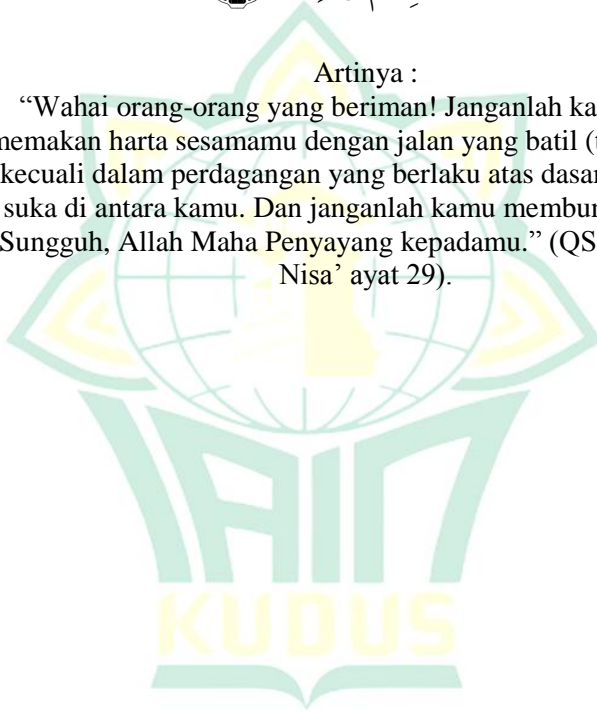 Artinya :
“Wahai orang-orang yang beriman! Janganlah
memakan harta sesamamu dengan jalan yang batil
kecuali dalam perdagangan yang berlaku atas
suka di antara kamu. Dan janganlah kamu
Sungguh, Allah Maha Penyayang kepadamu.” (QS
Nisa’ ayat 29).
IAIN
KUDUS